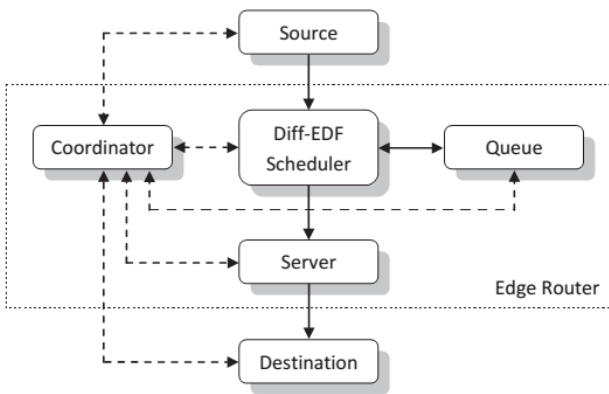 Source
Coordinator
Diff-EDF
Scheduler
Queue
Server
Edge Router
Destination